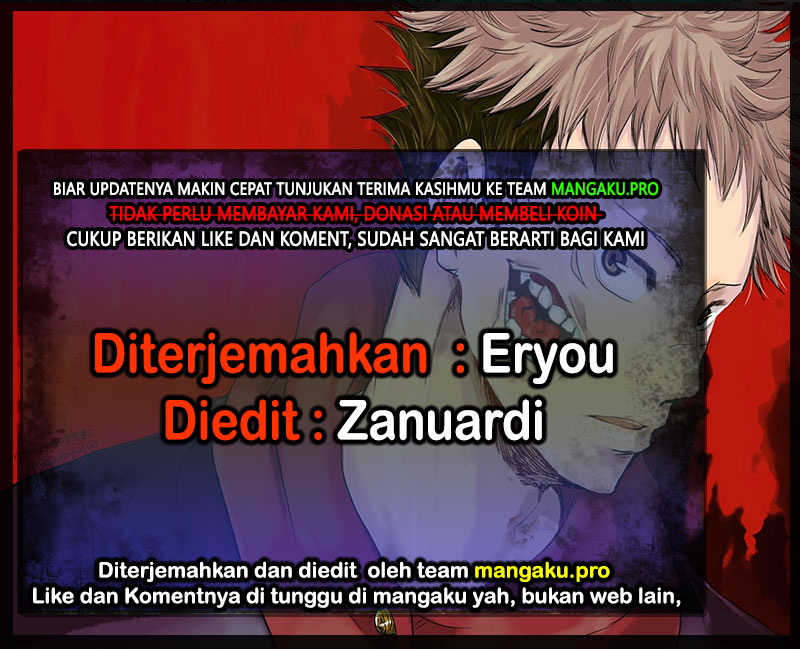 BIAR UPDATENYA MAKIN CEPAT TUNJUKAN TERIMA KASIHMU KE TEAM MANGAKU.PRO
TIDAK PERLU MEMBAYAR KAMI, DONASI ATAU MEMBELI KOIN
CUKUP BERIKAN LIKE DAN KOMENT, SUDAH SANGAT BERARTI BAGI KAMI
Diterjemahkan : Eryou
Diedit : Zanuardi
Diterjemahkan dan diedit oleh team mangaku.pro
Like dan Komentnya di tunggu di mangaku yah, bukan web lain,